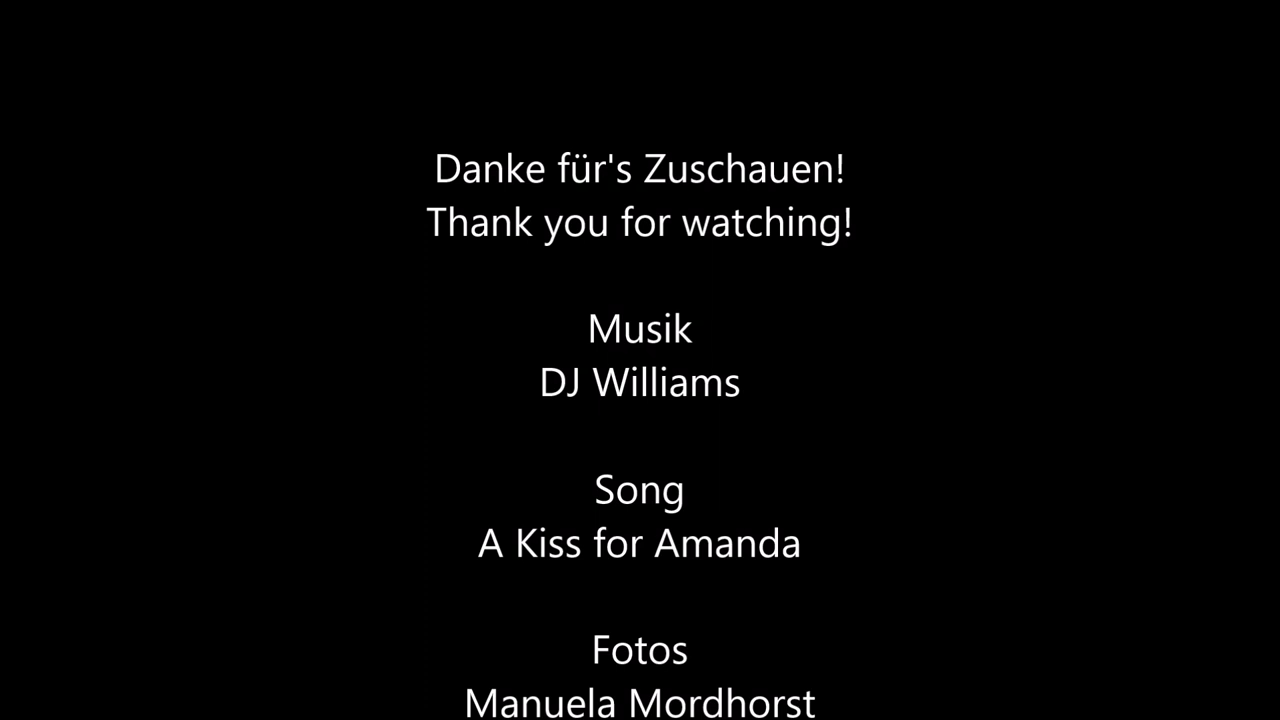 Danke für's Zuschauen!
Thank you for watching!
Musik
DJ Williams
Song
A Kiss for Amanda
Fotos
Manuela Mordhorst